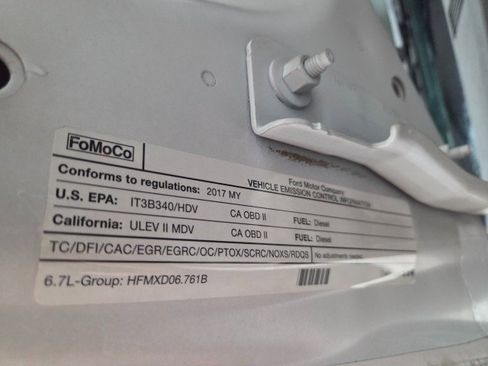 FoMoCo
Ford Motor Company
VEHICLE EMISSION CONTROL INFORMATION
Conforms to regulations: 2017 MY
U.S. EPA: IT3B340/HDV CA OBD II FUEL: Diesel
California: ULEV II MDV CA OBD II FUEL: Diesel
TC/DFI/CAC/EGR/EGRC/OC/PTOX/SCRC/NOXS/RDQS No adjustments needed.
6.7L-Group: HFMXD06.761B